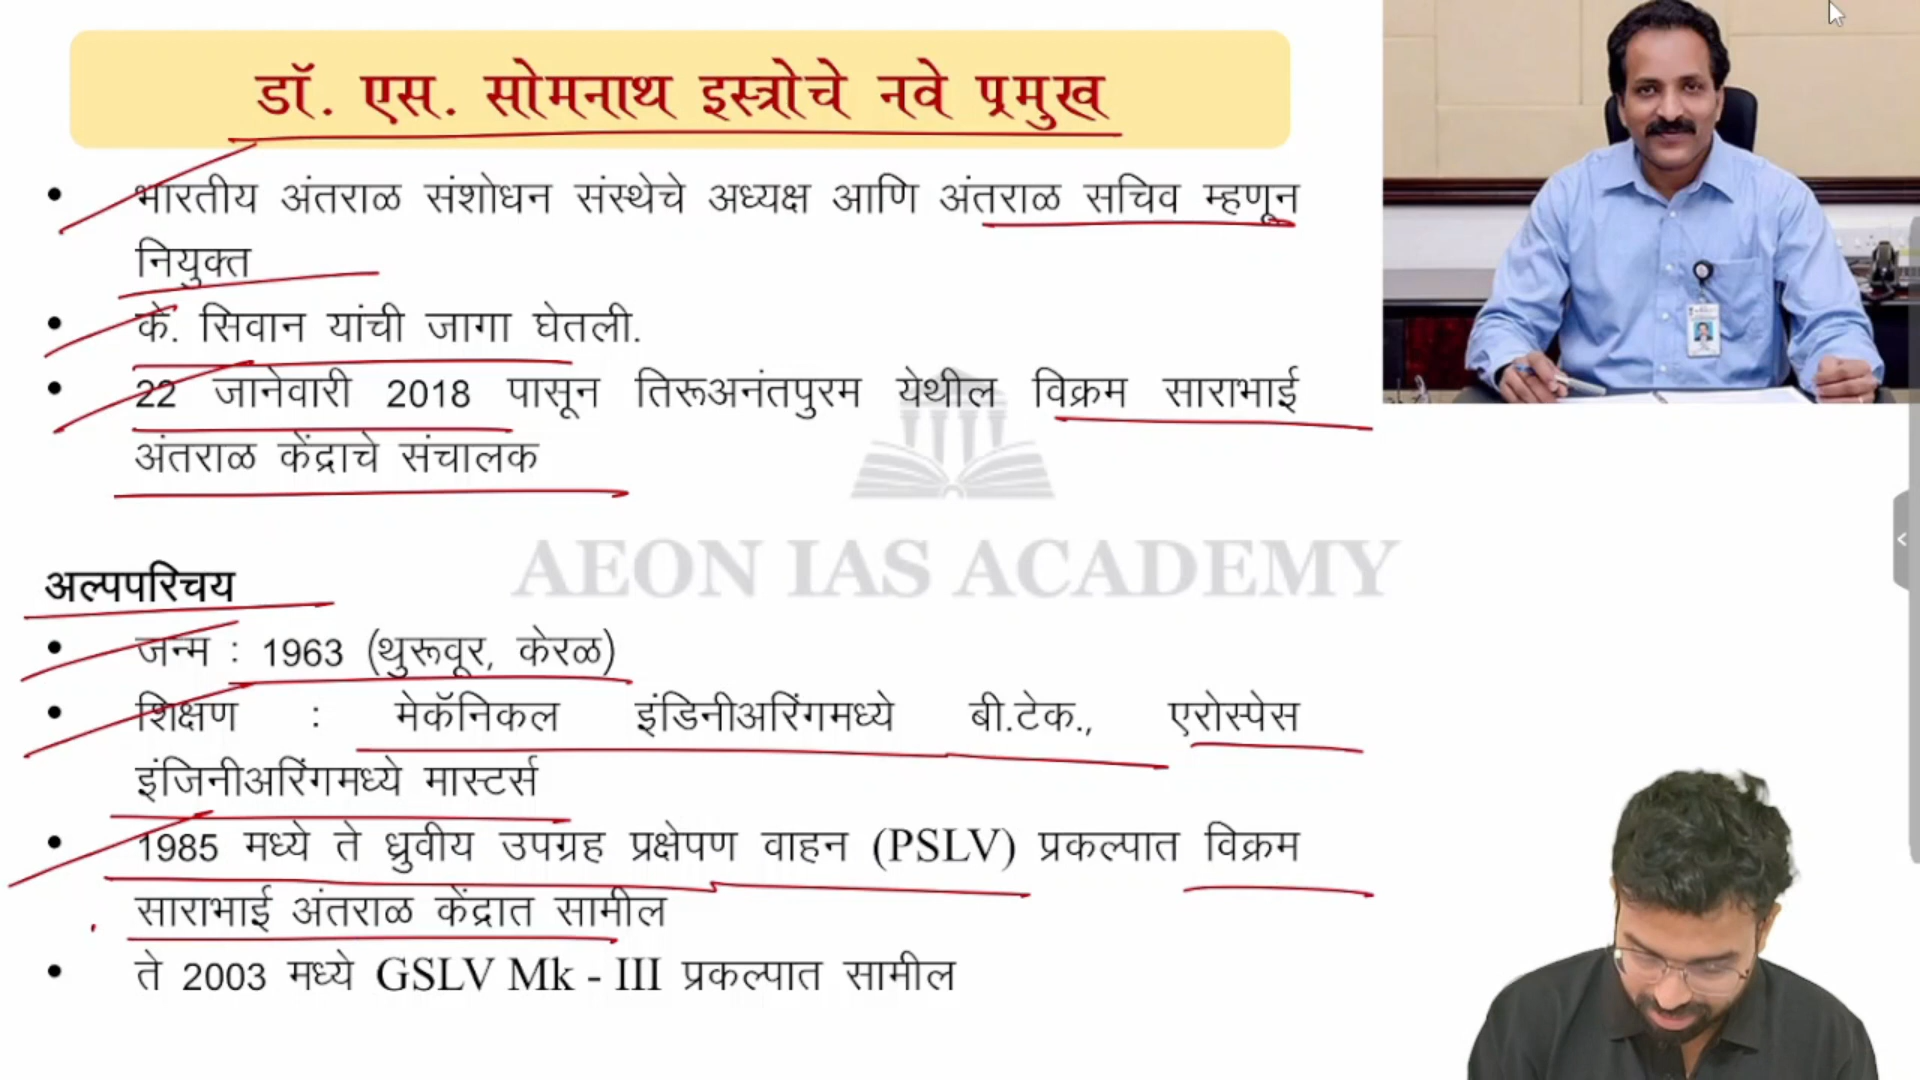 डॉ. एस. सोमनाथ इस्त्रोचे नवे प्रमुख
• भारतीय अंतराळ संशोधन संस्थेचे अध्यक्ष आणि अंतराळ सचिव म्हणून
नियुक्त
• के. सिवान यांची जागा घेतली.
• 22 जानेवारी 2018 पासून तिरूअनंतपुरम येथील विक्रम साराभाई
अंतराळ केंद्राचे संचालक
AEON IAS ACADEMY
अल्पपरिचय
• जन्म : 1963 (थुरूवूर, केरळ)
• शिक्षण : मेकॅनिकल इंडिनीअरिंगमध्ये बी.टेक., एरोस्पेस
इंजिनीअरिंगमध्ये मास्टर्स
• 1985 मध्ये ते ध्रुवीय उपग्रह प्रक्षेपण वाहन (PSLV) प्रकल्पात विक्रम
साराभाई अंतराळ केंद्रात सामील
• ते 2003 मध्ये GSLV Mk - III प्रकल्पात सामील